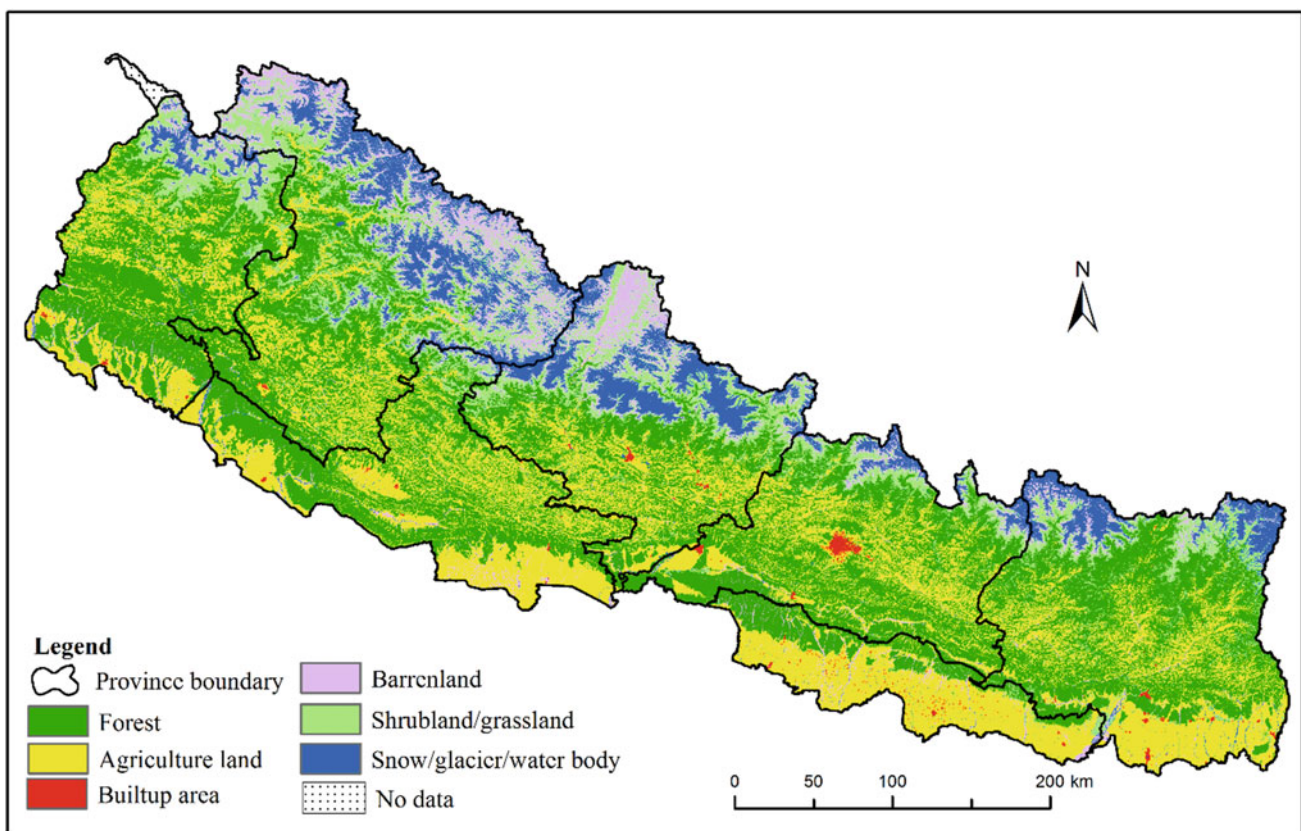 N
Legend
Province boundary
Forest
Agriculture land
Builtup area
Barrenland
Shrubland/grassland
Snow/glacier/water body
No data
0 50 100 200 km